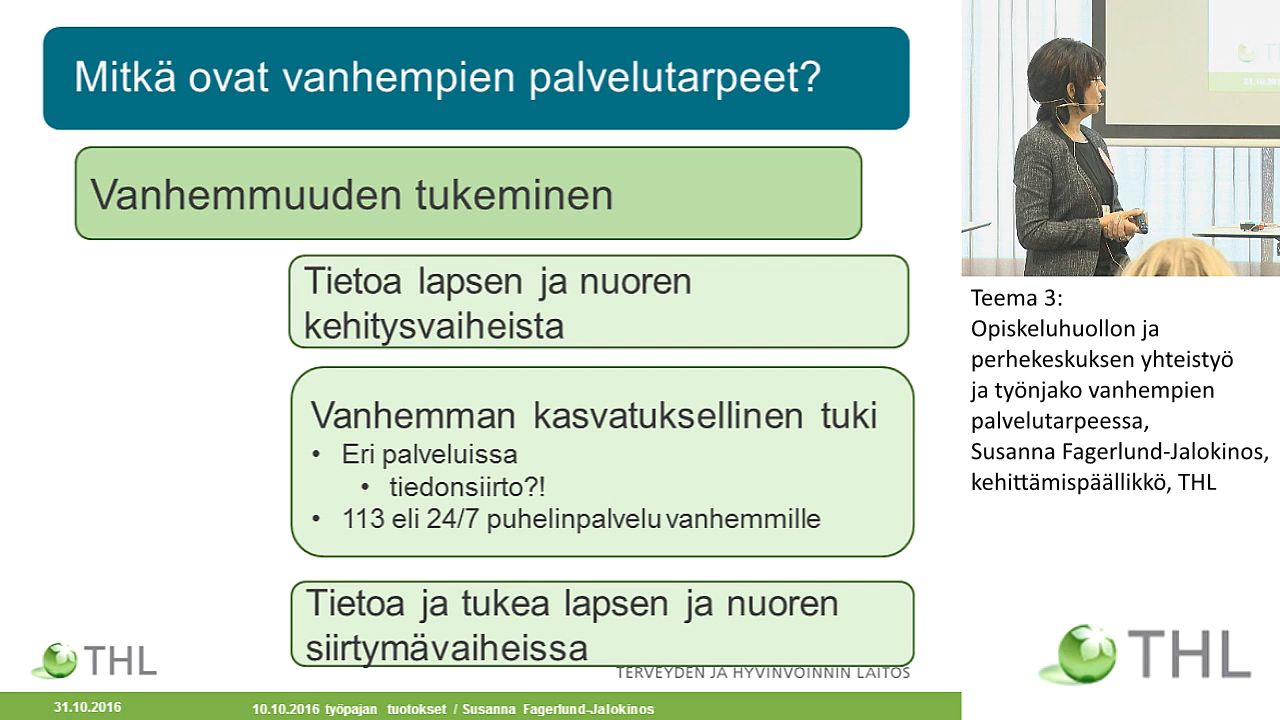 Mitkä ovat vanhempien palvelutarpeet?
Vanhemmuuden tukeminen
Tietoa lapsen ja nuoren
kehitysvaiheista
Vanhemman kasvatuksellinen tuki
• Eri palveluissa
• tiedonsiirto?!
• 113 eli 24/7 puhelinpalvelu vanhemmille
Tietoa ja tukea lapsen ja nuoren
siirtymävaiheissa
THL
TERVEYDEN JA HYVINVOINNIN LAITOS
31.10.2016
10.10.2016 työpajan tuotokset / Susanna Fagerlund-Jalokinos
Teema 3:
Opiskeluhuollon ja
perhekeskuksen yhteistyö
ja työnjako vanhempien
palvelutarpeessa,
Susanna Fagerlund-Jalokinos,
kehittämispäällikkö, THL
THL